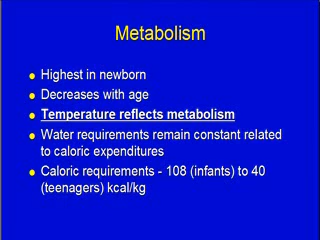 Metabolism
Highest in newborn
Decreases with age
Temperature reflects metabolism
Water requirements remain constant related
to caloric expenditures
Caloric requirements - 108 (infants) to 40
(teenagers) kcal/kg